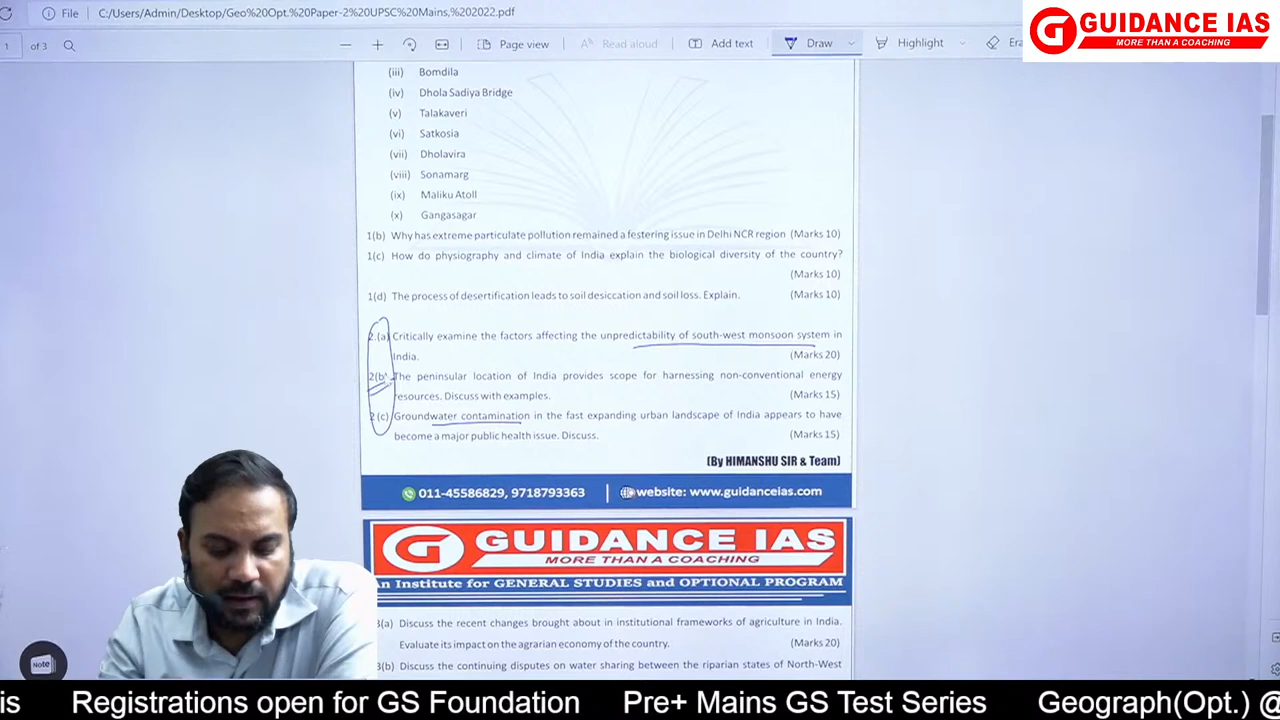 File C:/Users/Admin/Desktop/Geo%20Opt.%20Paper-2%20UPSC%20Mains,%202022.pdf
GUIDANCE IAS
MORE THAN A COACHING
1 of 3 Page view Read aloud Add text Draw Highlight Era
(iii) Bomdila
(iv) Dhola Sadiya Bridge
(v) Talakaveri
(vi) Satkosia
(vii) Dholavira
(viii) Sonamarg
(ix) Maliku Atoll
(x) Gangasagar
1(b) Why has extreme particulate pollution remained a festering issue in Delhi NCR region (Marks 10)
1(c) How do physiography and climate of India explain the biological diversity of the country?
(Marks 10)
1(d) The process of desertification leads to soil desiccation and soil loss. Explain. (Marks 10)
2.(a) Critically examine the factors affecting the unpredictability of south-west monsoon system in
India. (Marks 20)
2(b) The peninsular location of India provides scope for harnessing non-conventional energy
resources. Discuss with examples. (Marks 15)
2(c) Groundwater contamination in the fast expanding urban landscape of India appears to have
become a major public health issue. Discuss. (Marks 15)
(By HIMANSHU SIR & Team)
011-45586829, 9718793363 | website: www.guidanceias.com
G GUIDANCE IAS
MORE THAN A COACHING
An Institute for GENERAL STUDIES and OPTIONAL PROGRAM
3(a) Discuss the recent changes brought about in institutional frameworks of agriculture in India.
Evaluate its impact on the agrarian economy of the country. (Marks 20)
3(b) Discuss the continuing disputes on water sharing between the riparian states of North-West
Note
is Registrations open for GS Foundation Pre+ Mains GS Test Series Geograph(Opt.) @